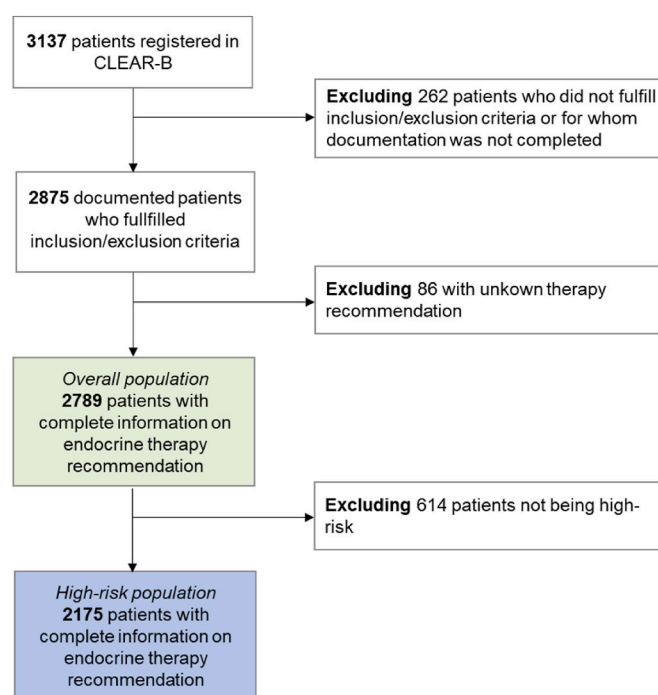 3137 patients registered in
CLEAR-B
Excluding 262 patients who did not fulfill
inclusion/exclusion criteria or for whom
documentation was not completed
2875 documented patients
who fullfilled
inclusion/exclusion criteria
Excluding 86 with unkown therapy
recommendation
Overall population
2789 patients with
complete information on
endocrine therapy
recommendation
Excluding 614 patients not being high-
risk
High-risk population
2175 patients with
complete information on
endocrine therapy
recommendation